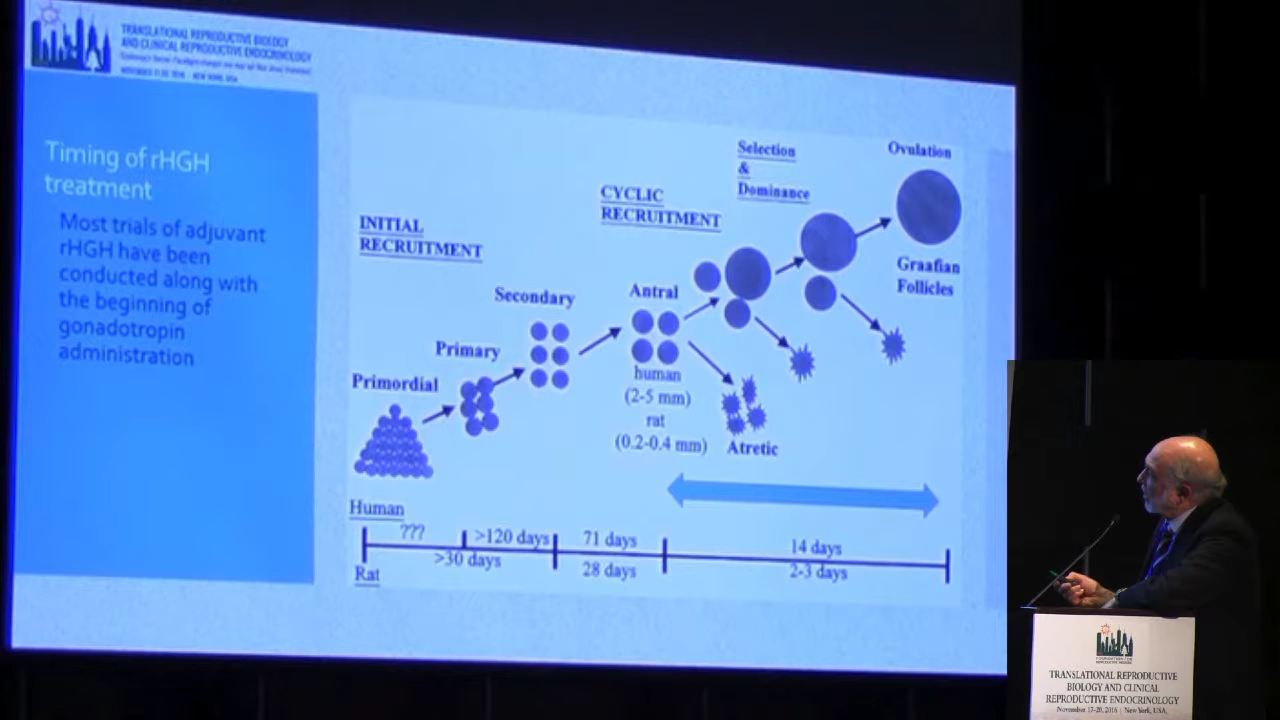 TRANSLATIONAL REPRODUCTIVE BIOLOGY
AND CLINICAL REPRODUCTIVE ENDOCRINOLOGY
NEW YORK, USA
Timing of rHGH
treatment
Most trials of adjuvant
rHGH have been
conducted along with
the beginning of
gonadotropin
administration
INITIAL
RECRUITMENT
CYCLIC
RECRUITMENT
Selection
&
Dominance
Ovulation
Graafian
Follicles
Primordial
Primary
Secondary
Antral
human
(2-5 mm)
rat
(0.2-0.4 mm)
Atretic
Human
???
>120 days
71 days
14 days
>30 days
28 days
2-3 days
Rat
TRANSLATIONAL REPRODUCTIVE
BIOLOGY AND CLINICAL
REPRODUCTIVE ENDOCRINOLOGY
November 17-20, 2016 | New York, USA